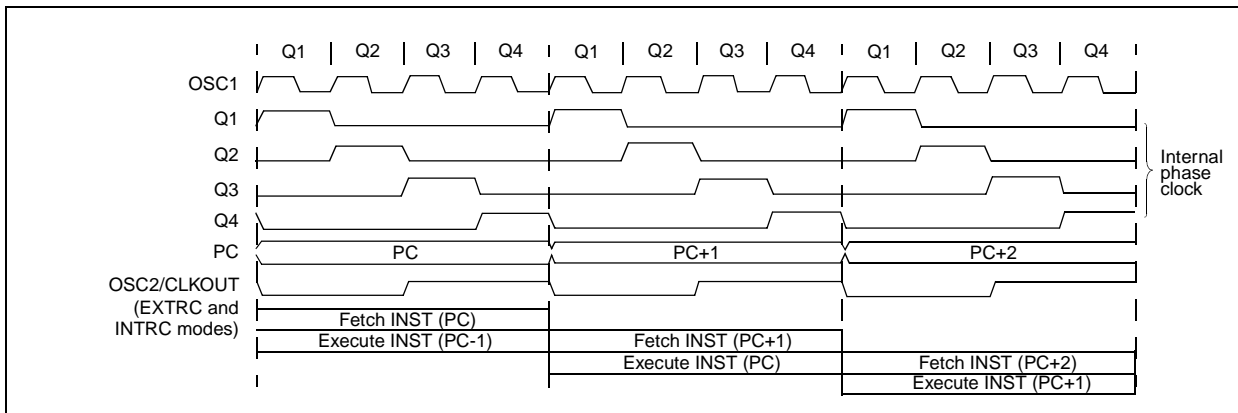 Q1 Q2 Q3 Q4 Q1 Q2 Q3 Q4 Q1 Q2 Q3 Q4
OSC1
Q1
Q2
Q3
Q4
Internal
phase
clock
PC PC PC+1 PC+2
OSC2/CLKOUT
(EXTRC and
INTRC modes)
Fetch INST (PC)
Execute INST (PC-1) Fetch INST (PC+1)
Execute INST (PC) Fetch INST (PC+2)
Execute INST (PC+1)